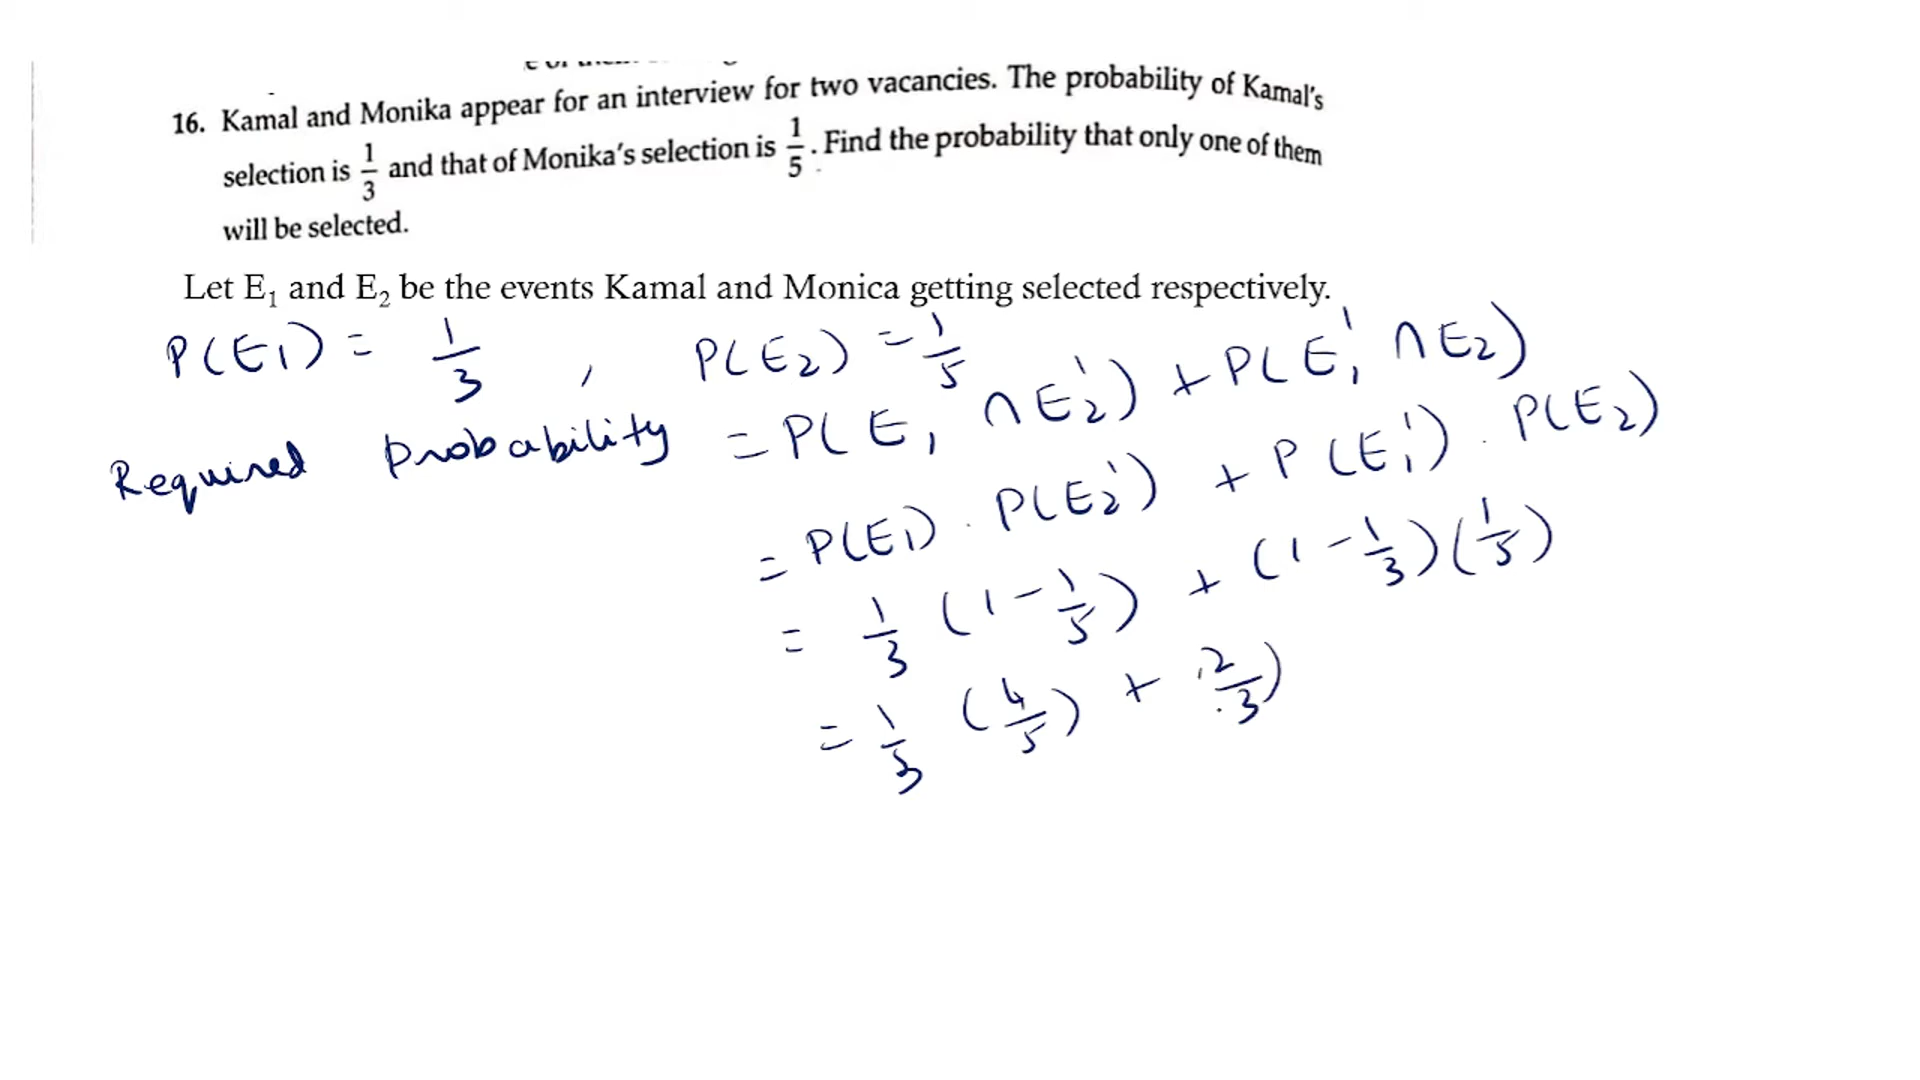 16. Kamal and Monika appear for an interview for two vacancies. The probability of Kamal's
selection is 1/3 and that of Monika's selection is 1/5. Find the probability that only one of them
will be selected.
Let E₁ and E₂ be the events Kamal and Monica getting selected respectively.
P(E₁) = 1/3 , P(E₂) = 1/5
Required Probability = P(E₁ ∩ E₂') + P(E₁' ∩ E₂)
= P(E₁) . P(E₂') + P(E₁') . P(E₂)
= 1/3 (1 - 1/5) + (1 - 1/3)(1/5)
= 1/3 (4/5) + 2/3)